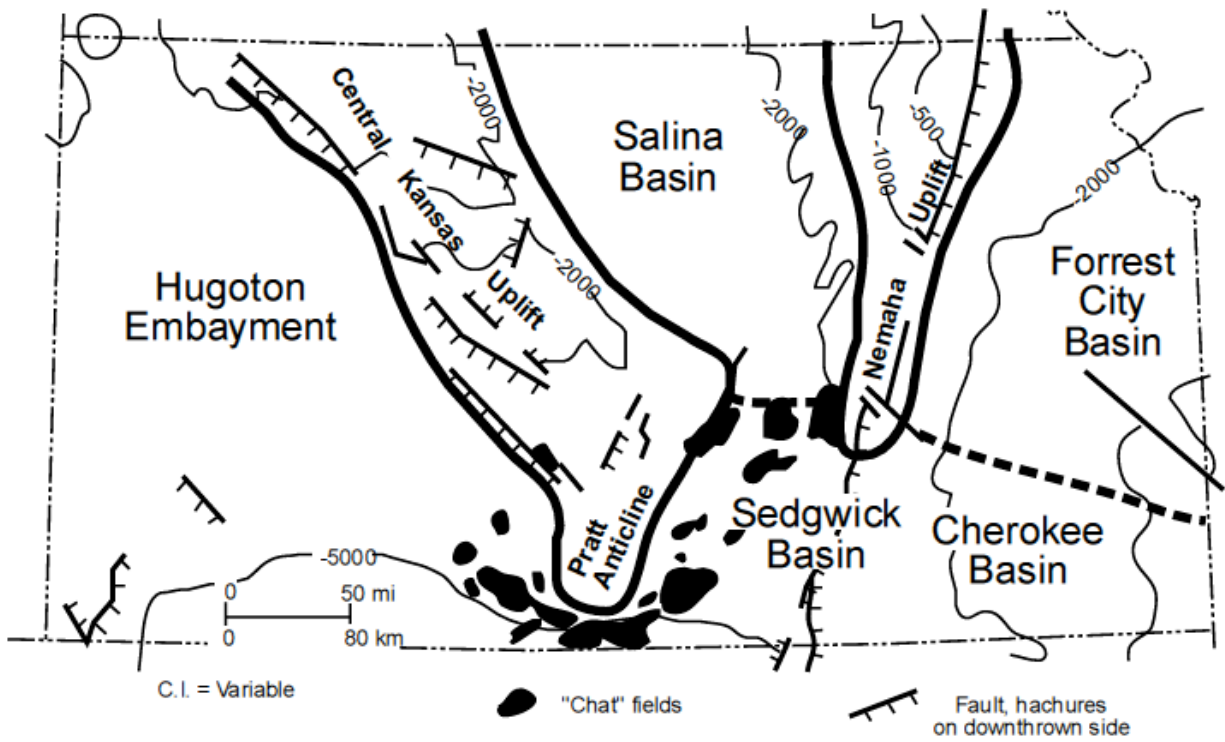 Central
Kansas
Uplift
-2000
-2000
Salina
Basin
-2000
-1000
-500
Uplift
Nemaha
-2000
Forrest
City
Basin
Hugoton
Embayment
Pratt
Anticline
Sedgwick
Basin
Cherokee
Basin
-5000
0 50 mi
0 80 km
C.I. = Variable
"Chat" fields
Fault, hachures
on downthrown side